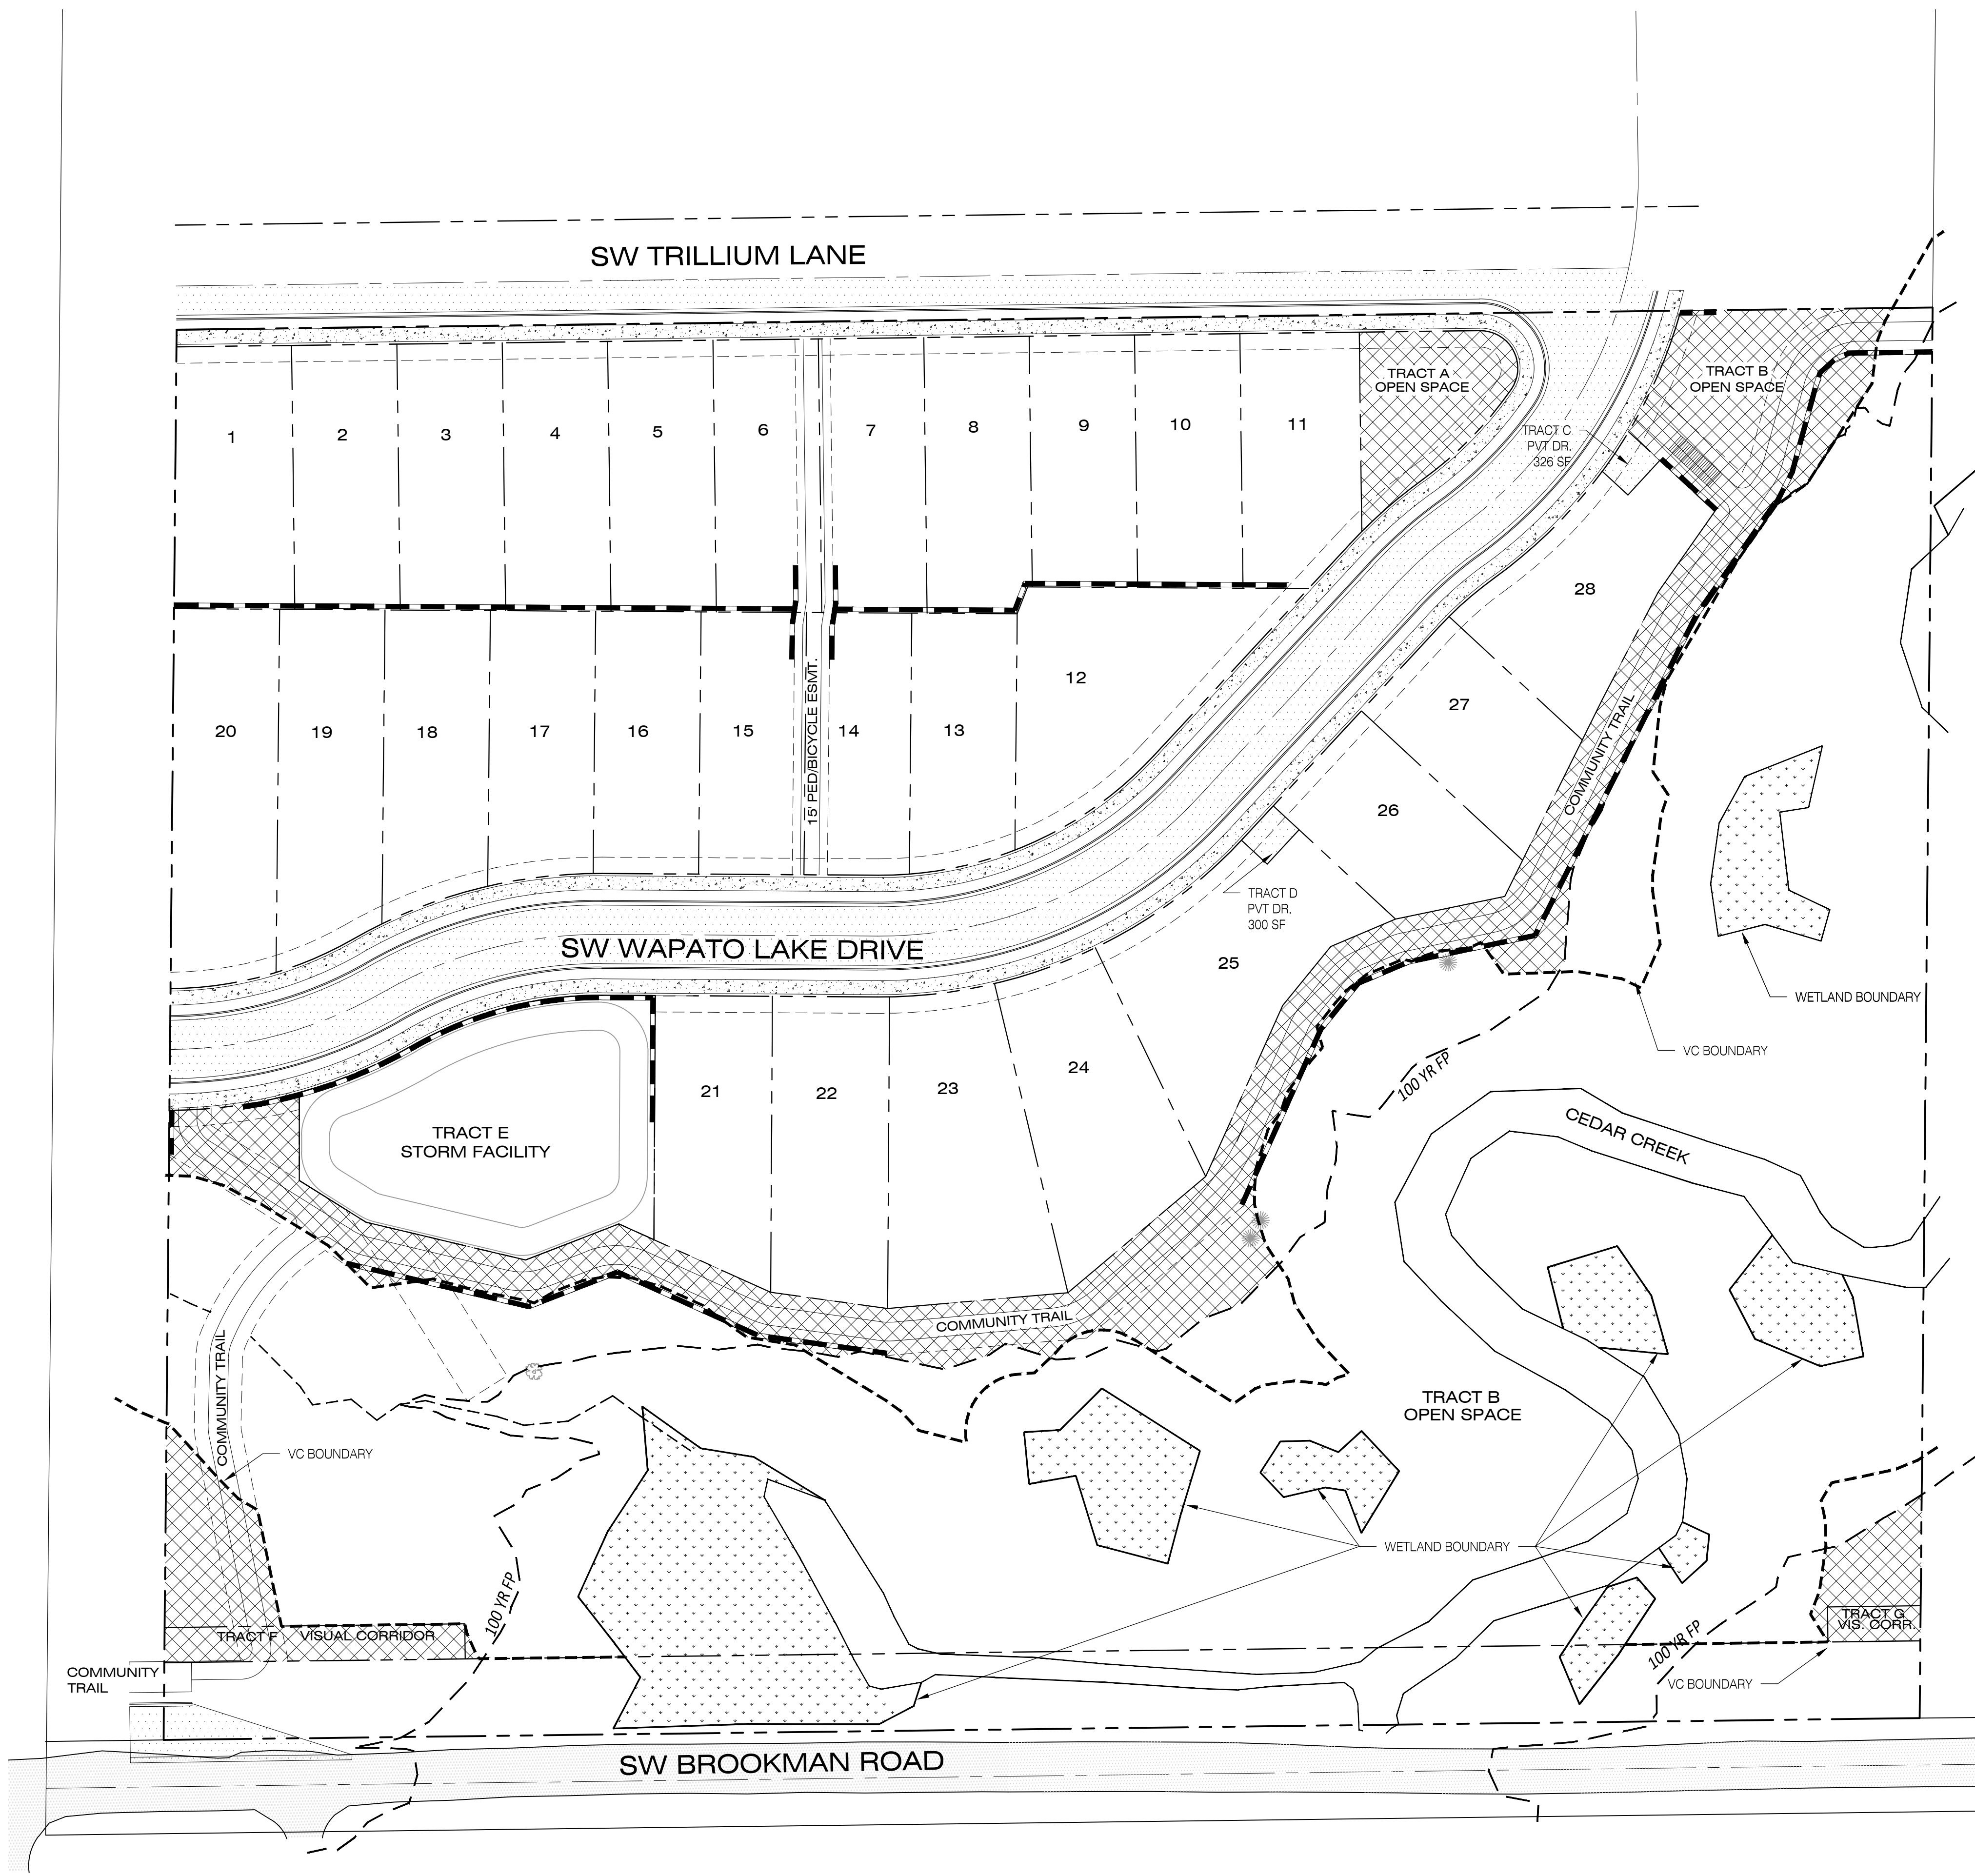 SW TRILLIUM LANE
TRACT A
OPEN SPACE
TRACT B
OPEN SPACE
1
2
3
4
5
6
7
8
9
10
11
TRACT C
PVT DR.
326 SF
28
12
27
15' PED/BICYCLE ESMT.
20
19
18
17
16
15
14
13
COMMUNITY TRAIL
26
TRACT D
PVT DR.
300 SF
SW WAPATO LAKE DRIVE
25
WETLAND BOUNDARY
VC BOUNDARY
100 YR FP
24
21
22
23
CEDAR CREEK
TRACT E
STORM FACILITY
COMMUNITY TRAIL
COMMUNITY TRAIL
TRACT B
OPEN SPACE
VC BOUNDARY
WETLAND BOUNDARY
100 YR FP
TRACT F
VISUAL CORRIDOR
TRACT G
VIS. CORR.
100 YR FP
COMMUNITY
TRAIL
VC BOUNDARY
SW BROOKMAN ROAD